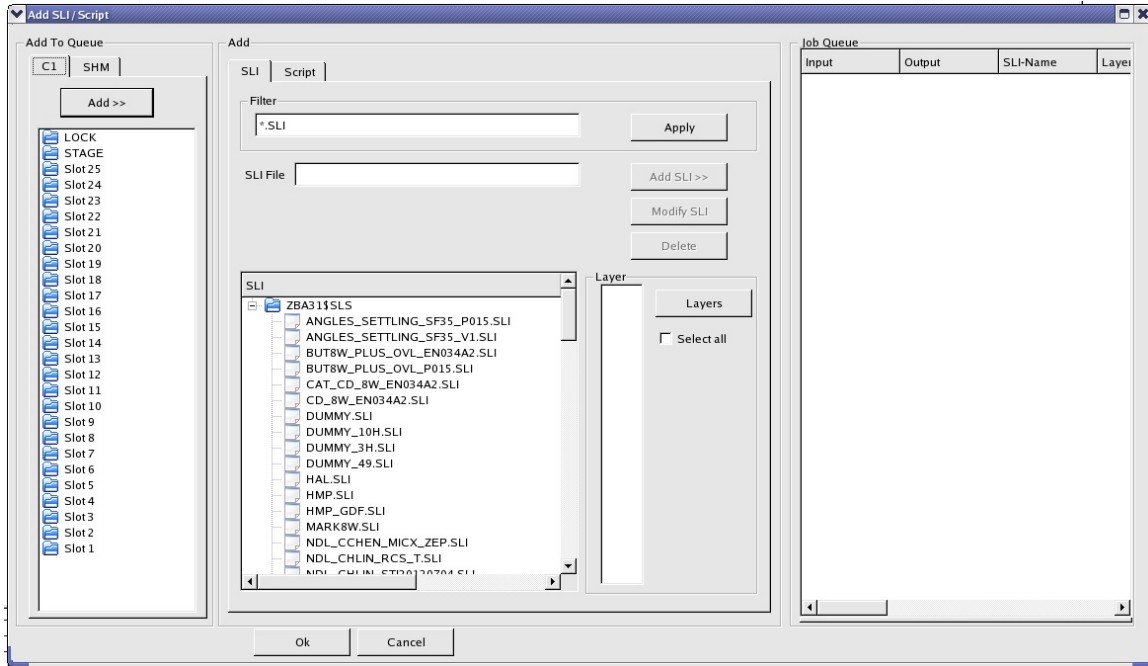 Add SLI / Script
Add To Queue
C1
SHM
Add >>
LOCK
STAGE
Slot 25
Slot 24
Slot 23
Slot 22
Slot 21
Slot 20
Slot 19
Slot 18
Slot 17
Slot 16
Slot 15
Slot 14
Slot 13
Slot 12
Slot 11
Slot 10
Slot 9
Slot 8
Slot 7
Slot 6
Slot 5
Slot 4
Slot 3
Slot 2
Slot 1
Add
SLI
Script
Filter
*.SLI
Apply
SLI File
Add SLI >>
Modify SLI
Delete
SLI
ZBA31$SLS
ANGLES_SETTLING_SF35_P015.SLI
ANGLES_SETTLING_SF35_V1.SLI
BUT8W_PLUS_OVL_EN034A2.SLI
BUT8W_PLUS_OVL_P015.SLI
CAT_CD_8W_EN034A2.SLI
CD_8W_EN034A2.SLI
DUMMY.SLI
DUMMY_10H.SLI
DUMMY_3H.SLI
DUMMY_49.SLI
HAL.SLI
HMP.SLI
HMP_GDF.SLI
MARK8W.SLI
NDL_CCHEN_MICX_ZEP.SLI
NDL_CHLIN_RCS_T.SLI
Layer
Layers
Select all
Job Queue
Input
Output
SLI-Name
Layer
Ok
Cancel